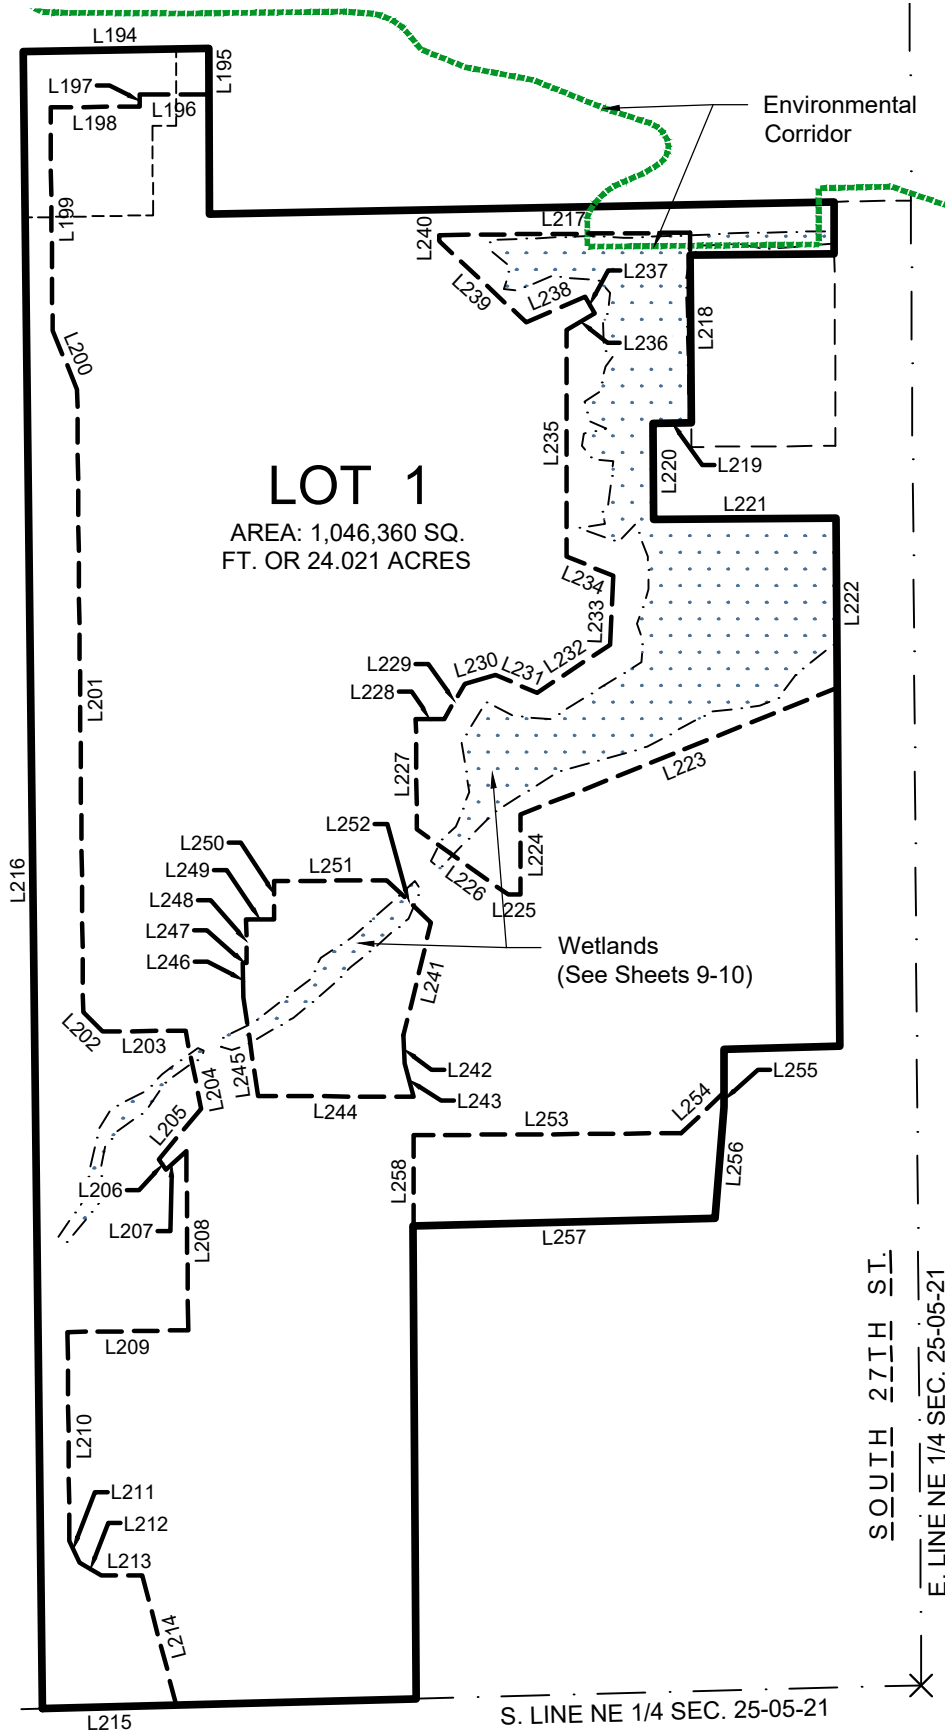 L194
L195
L197
L196
L198
Environmental
Corridor
L199
L240
L217
L237
L238
L239
L236
L218
L200
L235
L220
L219
LOT 1
AREA: 1,046,360 SQ.
FT. OR 24.021 ACRES
L221
L234
L233
L222
L229
L230
L231
L232
L228
L201
L227
L223
L252
L250
L251
L224
L249
L216
L226
L248
L225
L247
L246
Wetlands
(See Sheets 9-10)
L241
L202
L203
L204
L245
L242
L255
L243
L244
L205
L253
L254
L256
L206
L258
L207
L208
L257
L209
SOUTH 27TH ST.
E. LINE NE 1/4 SEC. 25-05-21
L210
L211
L212
L213
L214
L215
S. LINE NE 1/4 SEC. 25-05-21